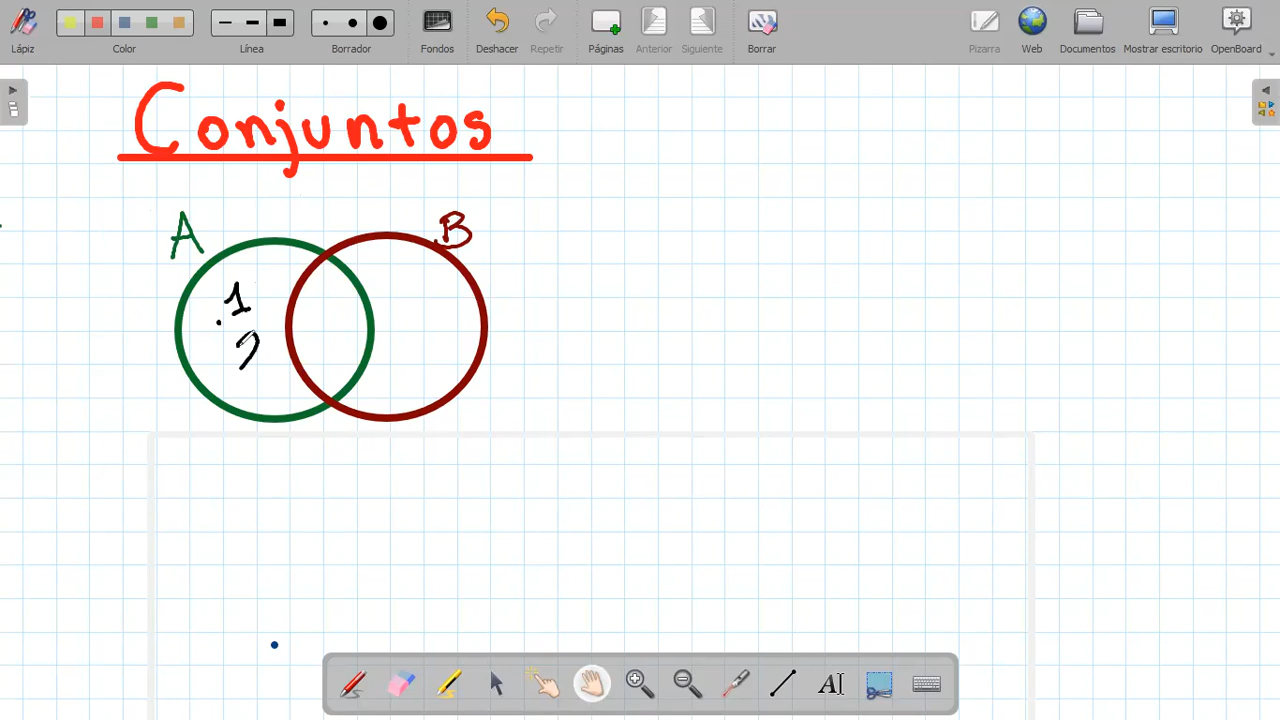 Lápiz Color Línea Borrador Fondos Deshacer Repetir Páginas Anterior Siguiente Borrar Pizarra Web Documentos Mostrar escritorio OpenBoard
Conjuntos
A B
.1
AI